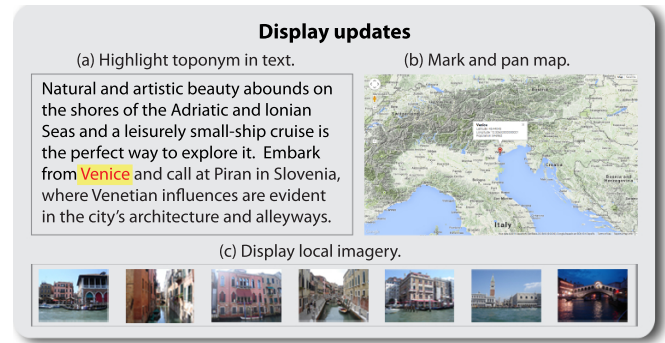 Display updates
(a) Highlight toponym in text.
(b) Mark and pan map.
Natural and artistic beauty abounds on
the shores of the Adriatic and Ionian
Seas and a leisurely small-ship cruise is
the perfect way to explore it. Embark
from Venice and call at Piran in Slovenia,
where Venetian influences are evident
in the city's architecture and alleyways.
Venice
Italy
(c) Display local imagery.